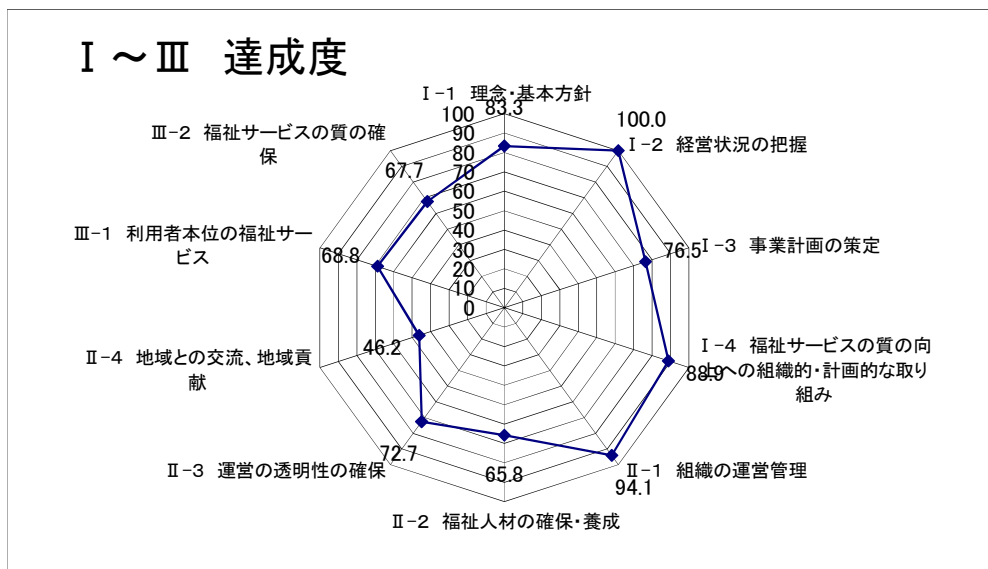 Ⅰ～Ⅲ 達成度
Ⅰ-1 理念・基本方針
83.3
100.0
Ⅰ-2 経営状況の把握
76.5
Ⅰ-3 事業計画の策定
Ⅰ-4 福祉サービスの質の向
上への組織的・計画的な取り
組み
88.9
Ⅱ-1 組織の運営管理
94.1
Ⅱ-2 福祉人材の確保・養成
65.8
Ⅱ-3 運営の透明性の確保
72.7
Ⅱ-4 地域との交流、地域貢
献
46.2
Ⅲ-1 利用者本位の福祉サー
ビス
68.8
Ⅲ-2 福祉サービスの質の確
保
67.7
100
90
80
70
60
50
40
30
20
10
0